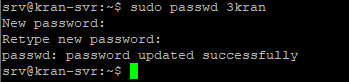 srv@kran-svr:~$ sudo passwd 3kran
New password:
Retype new password:
passwd: password updated successfully
srv@kran-svr:~$